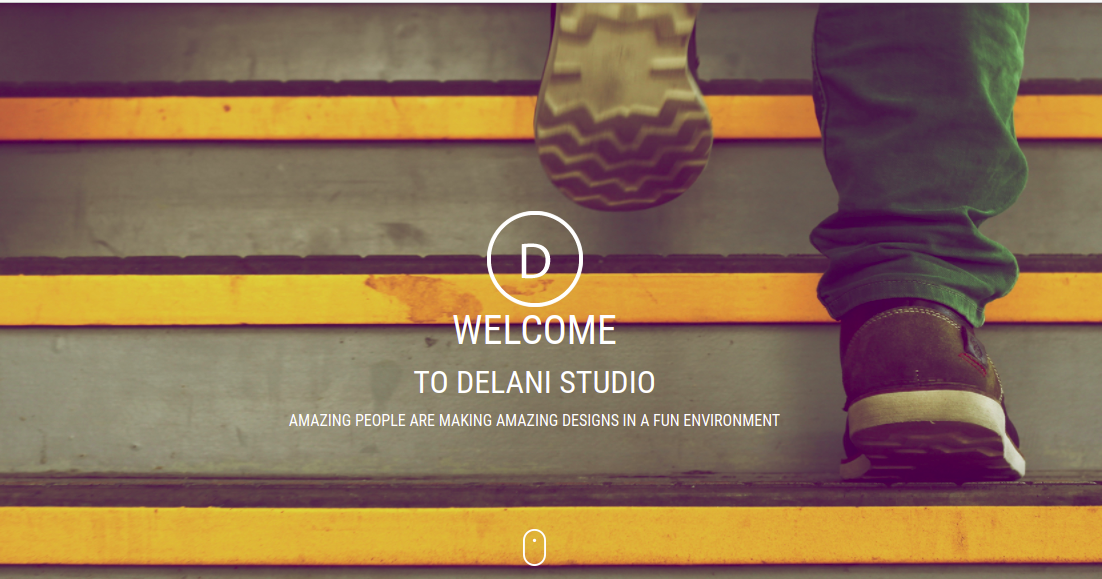 D
WELCOME
TO DELANI STUDIO
AMAZING PEOPLE ARE MAKING AMAZING DESIGNS IN A FUN ENVIRONMENT